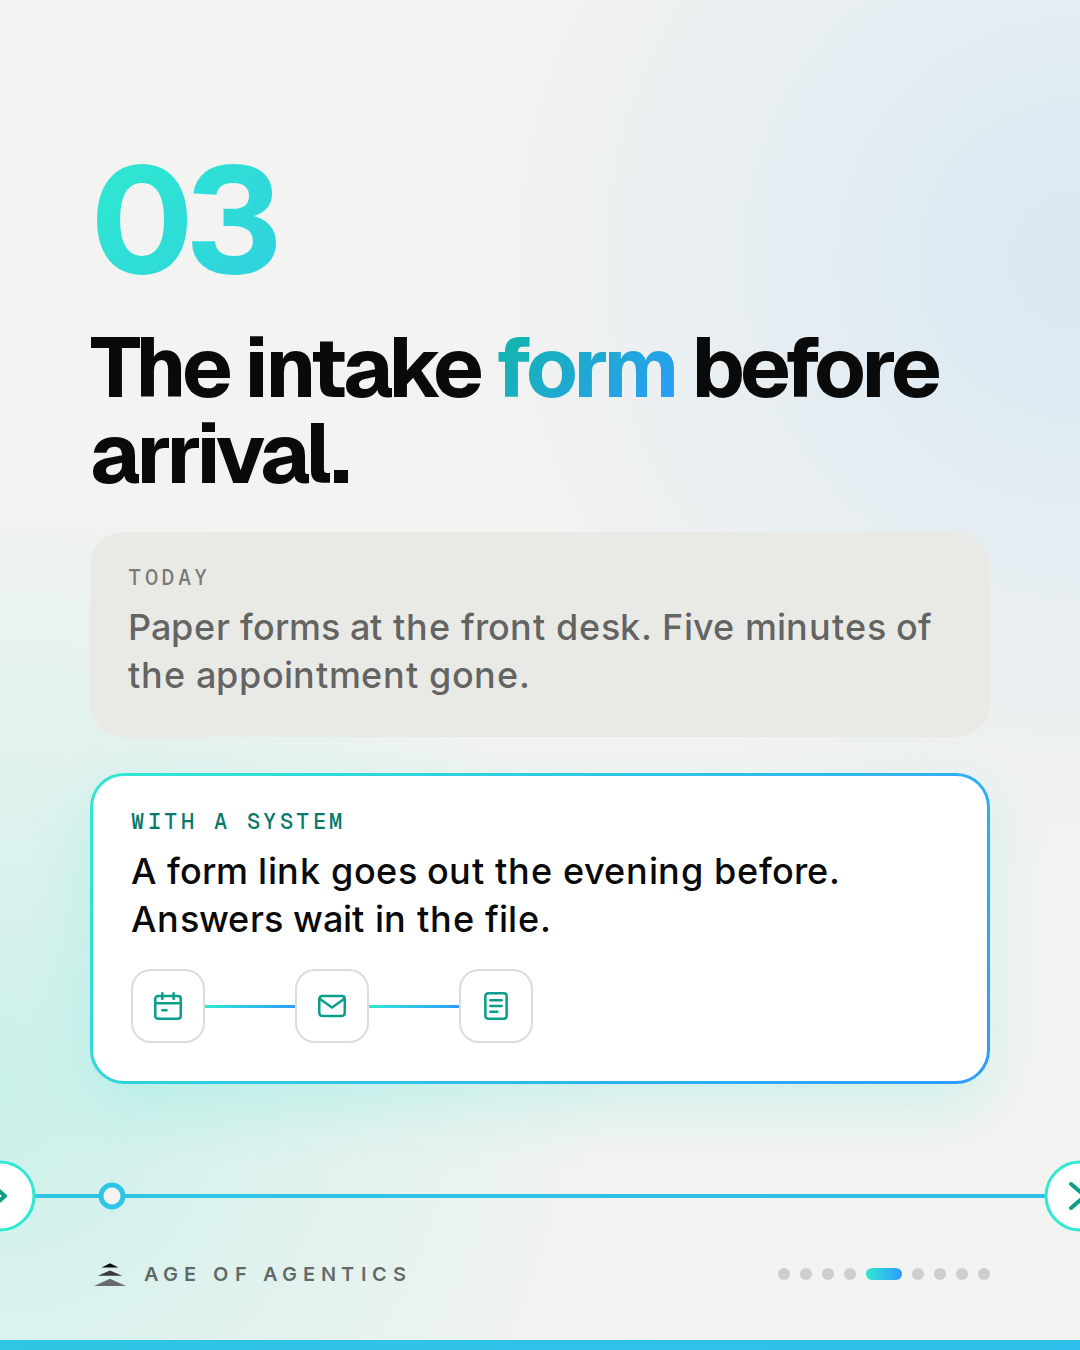 03
The intake form before
arrival.
TODAY
Paper forms at the front desk. Five minutes of
the appointment gone.
WITH A SYSTEM
A form link goes out the evening before.
Answers wait in the file.
AGE OF AGENTICS